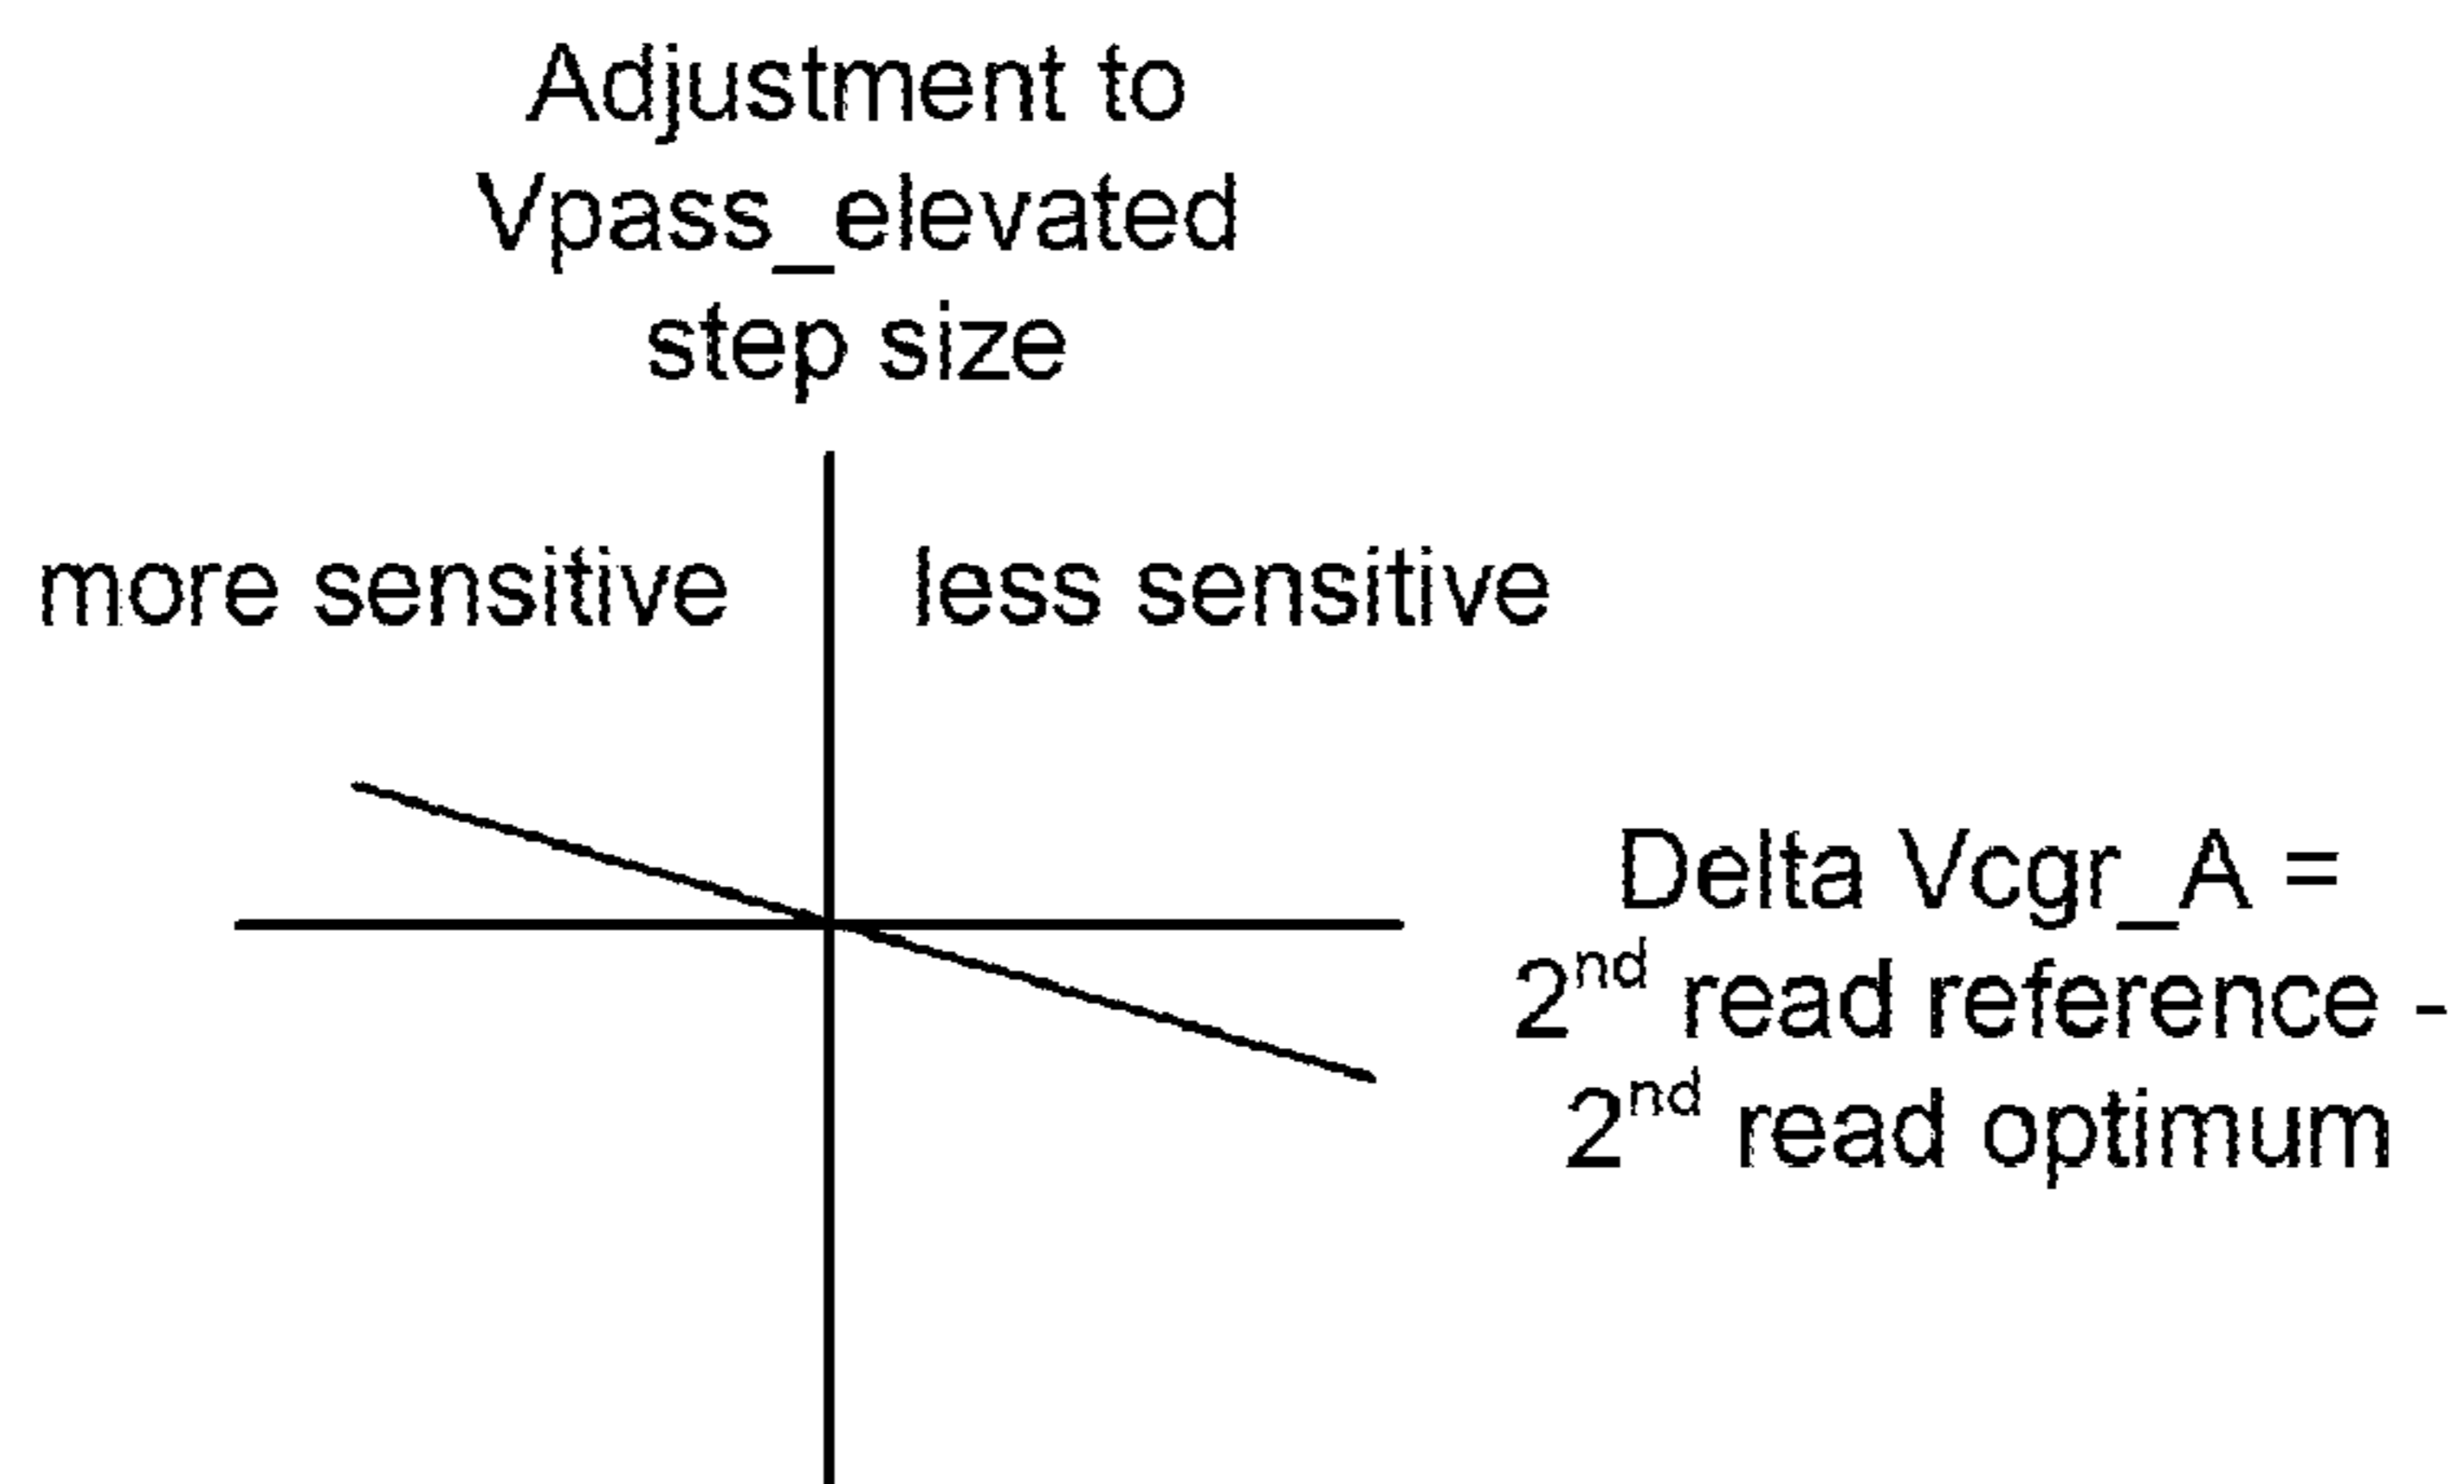 Adjustment to
Vpass_elevated
step size
more sensitive
less sensitive
Delta Vcgr_A =
2nd read reference -
2nd read optimum